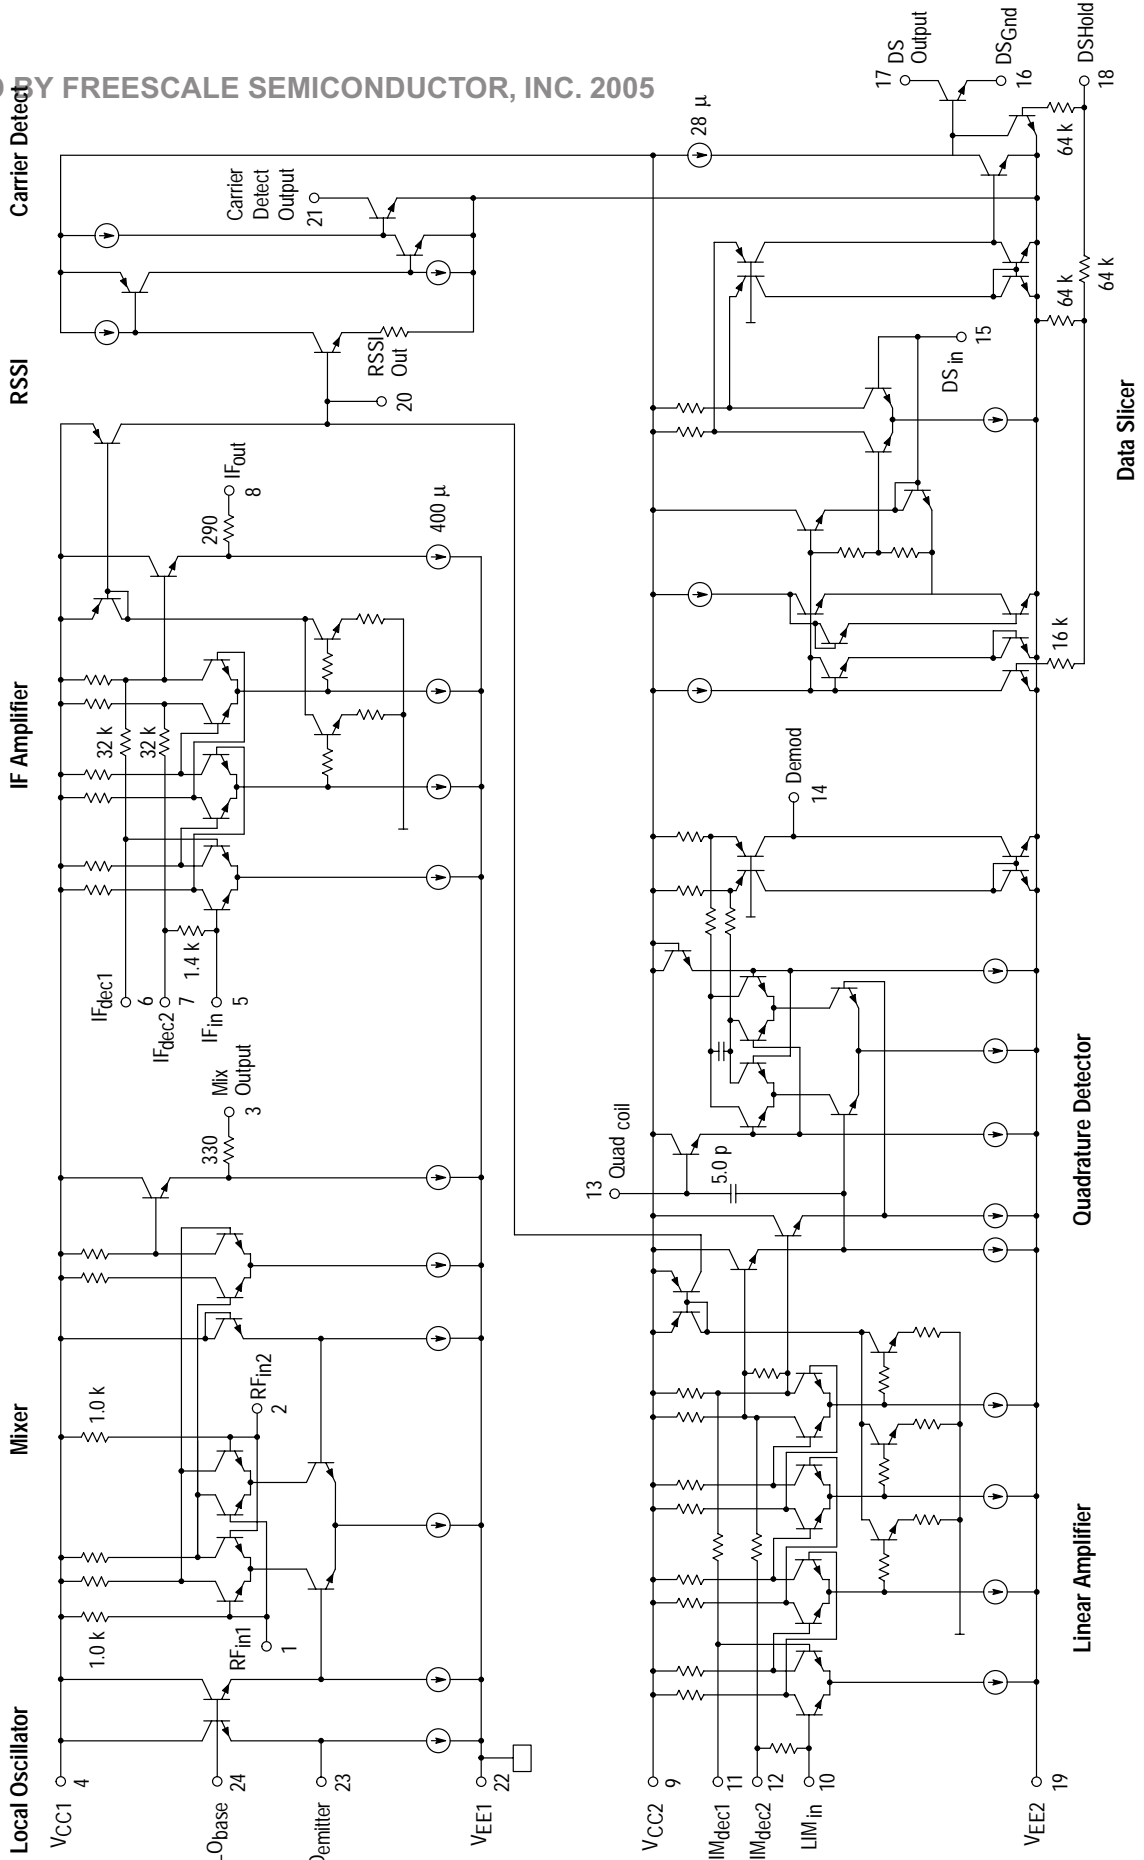 D BY FREESCALE SEMICONDUCTOR, INC. 2005
Carrier Detect
RSSI
IF Amplifier
Mixer
Local Oscillator
VCC1
4
LObase
24
Oemitter
23
VEE1
22
1.0 k
1.0 k
RFin1
1
RFin2
2
330
Mix
Output
3
IFdec1
6
IFdec2
7
IFin
5
1.4 k
32 k
32 k
290
IFout
8
400 µ
20
RSSI
Out
Carrier
Detect
Output
21
VCC2
9
IMdec1
11
IMdec2
12
LIMin
10
VEE2
19
13
Quad coil
5.0 p
Demod
14
16 k
DS in
15
28 µ
17
DS
Output
DSGnd
16
DSHold
18
64 k
64 k
64 k
Linear Amplifier
Quadrature Detector
Data Slicer